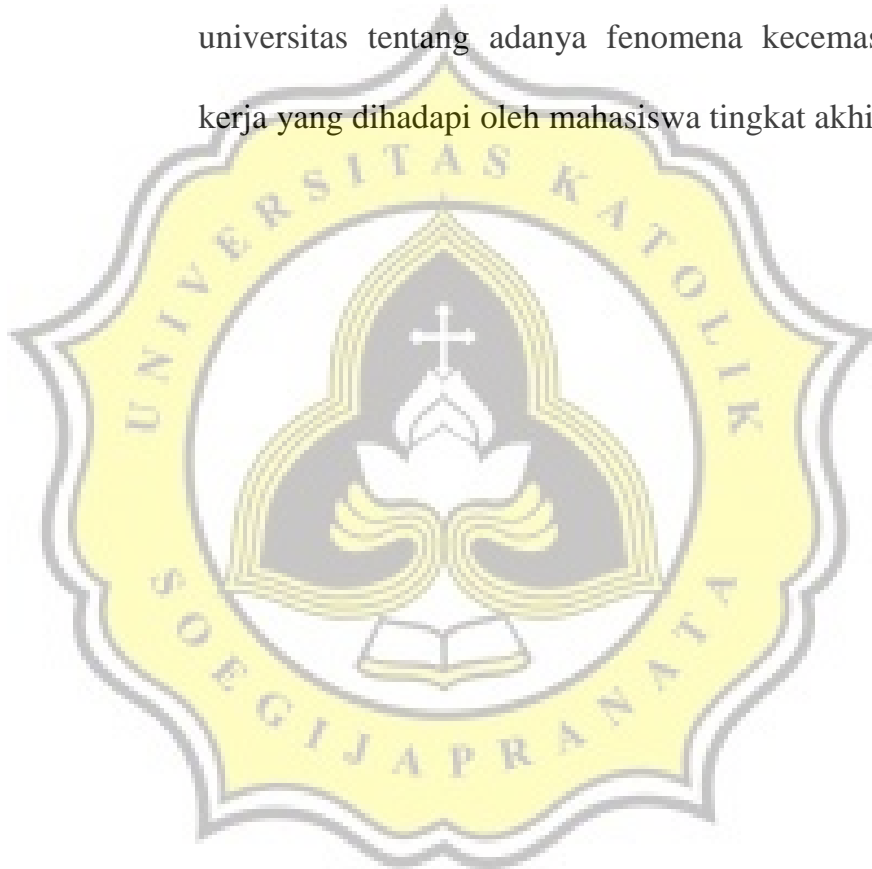 universitas tentang adanya fenomena kecemas
kerja yang dihadapi oleh mahasiswa tingkat akhi
UNIVERSITAS KATOLIK
SOEGIJAPRANATA